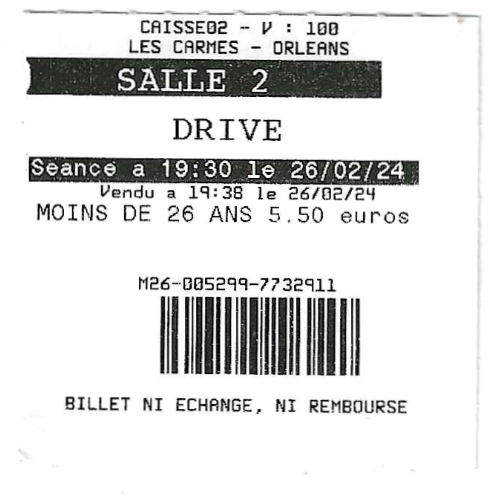 CAISSE02 - V : 100
LES CARMES - ORLEANS
SALLE 2
DRIVE
Seance a 19:30 le 26/02/24
Vendu a 19:38 le 26/02/24
MOINS DE 26 ANS 5.50 euros
M26-005299-7732911
BILLET NI ECHANGE, NI REMBOURSE